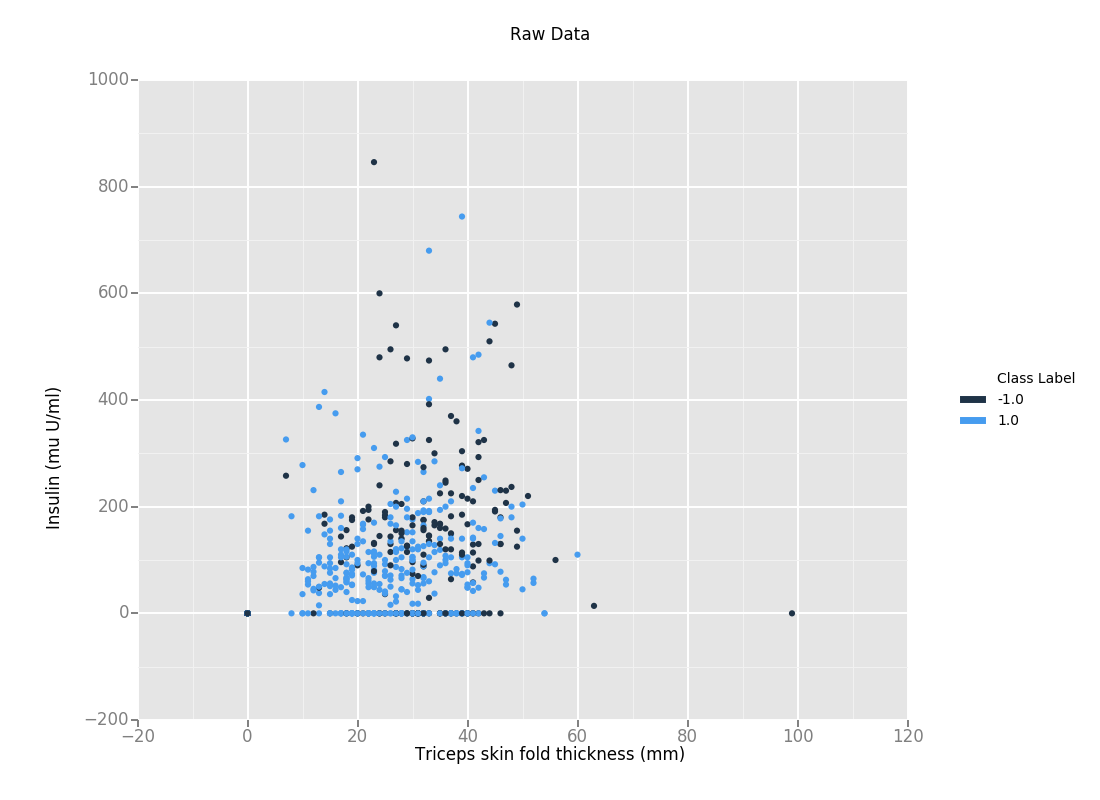 Raw Data
1000
800
600
400
200
0
−200
−20 0 20 40 60 80 100 120
Triceps skin fold thickness (mm)
Insulin (mu U/ml)
Class Label
-1.0
1.0